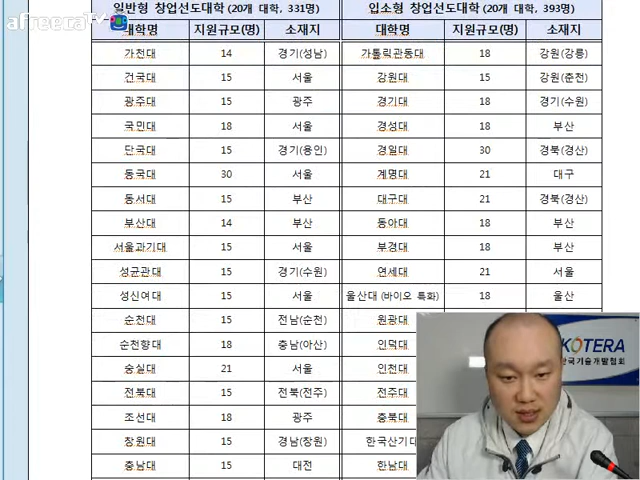 afreecaTV
일반형 창업선도대학(20개 대학, 331명) 입소형 창업선도대학(20개 대학, 393명)
대학명 지원규모(명) 소재지 대학명 지원규모(명) 소재지
가천대 14 경기(성남) 가톨릭관동대 18 강원(강릉)
건국대 15 서울 강원대 15 강원(춘천)
광주대 15 광주 경기대 18 경기(수원)
국민대 18 서울 경성대 18 부산
단국대 15 경기(용인) 경일대 30 경북(경산)
동국대 30 서울 계명대 21 대구
동서대 15 부산 대구대 21 경북(경산)
부산대 14 부산 동아대 18 부산
서울과기대 15 서울 부경대 18 부산
성균관대 15 경기(수원) 연세대 21 서울
성신여대 15 서울 울산대 (바이오 특화) 18 울산
순천대 15 전남(순천) 원광대
순천향대 18 충남(아산) 인덕대
숭실대 21 서울 인천대
전북대 15 전북(전주) 전주대
조선대 18 광주 충북대
창원대 15 경남(창원) 한국산기대
충남대 15 대전 한남대
KOTERA
한국기술개발협회